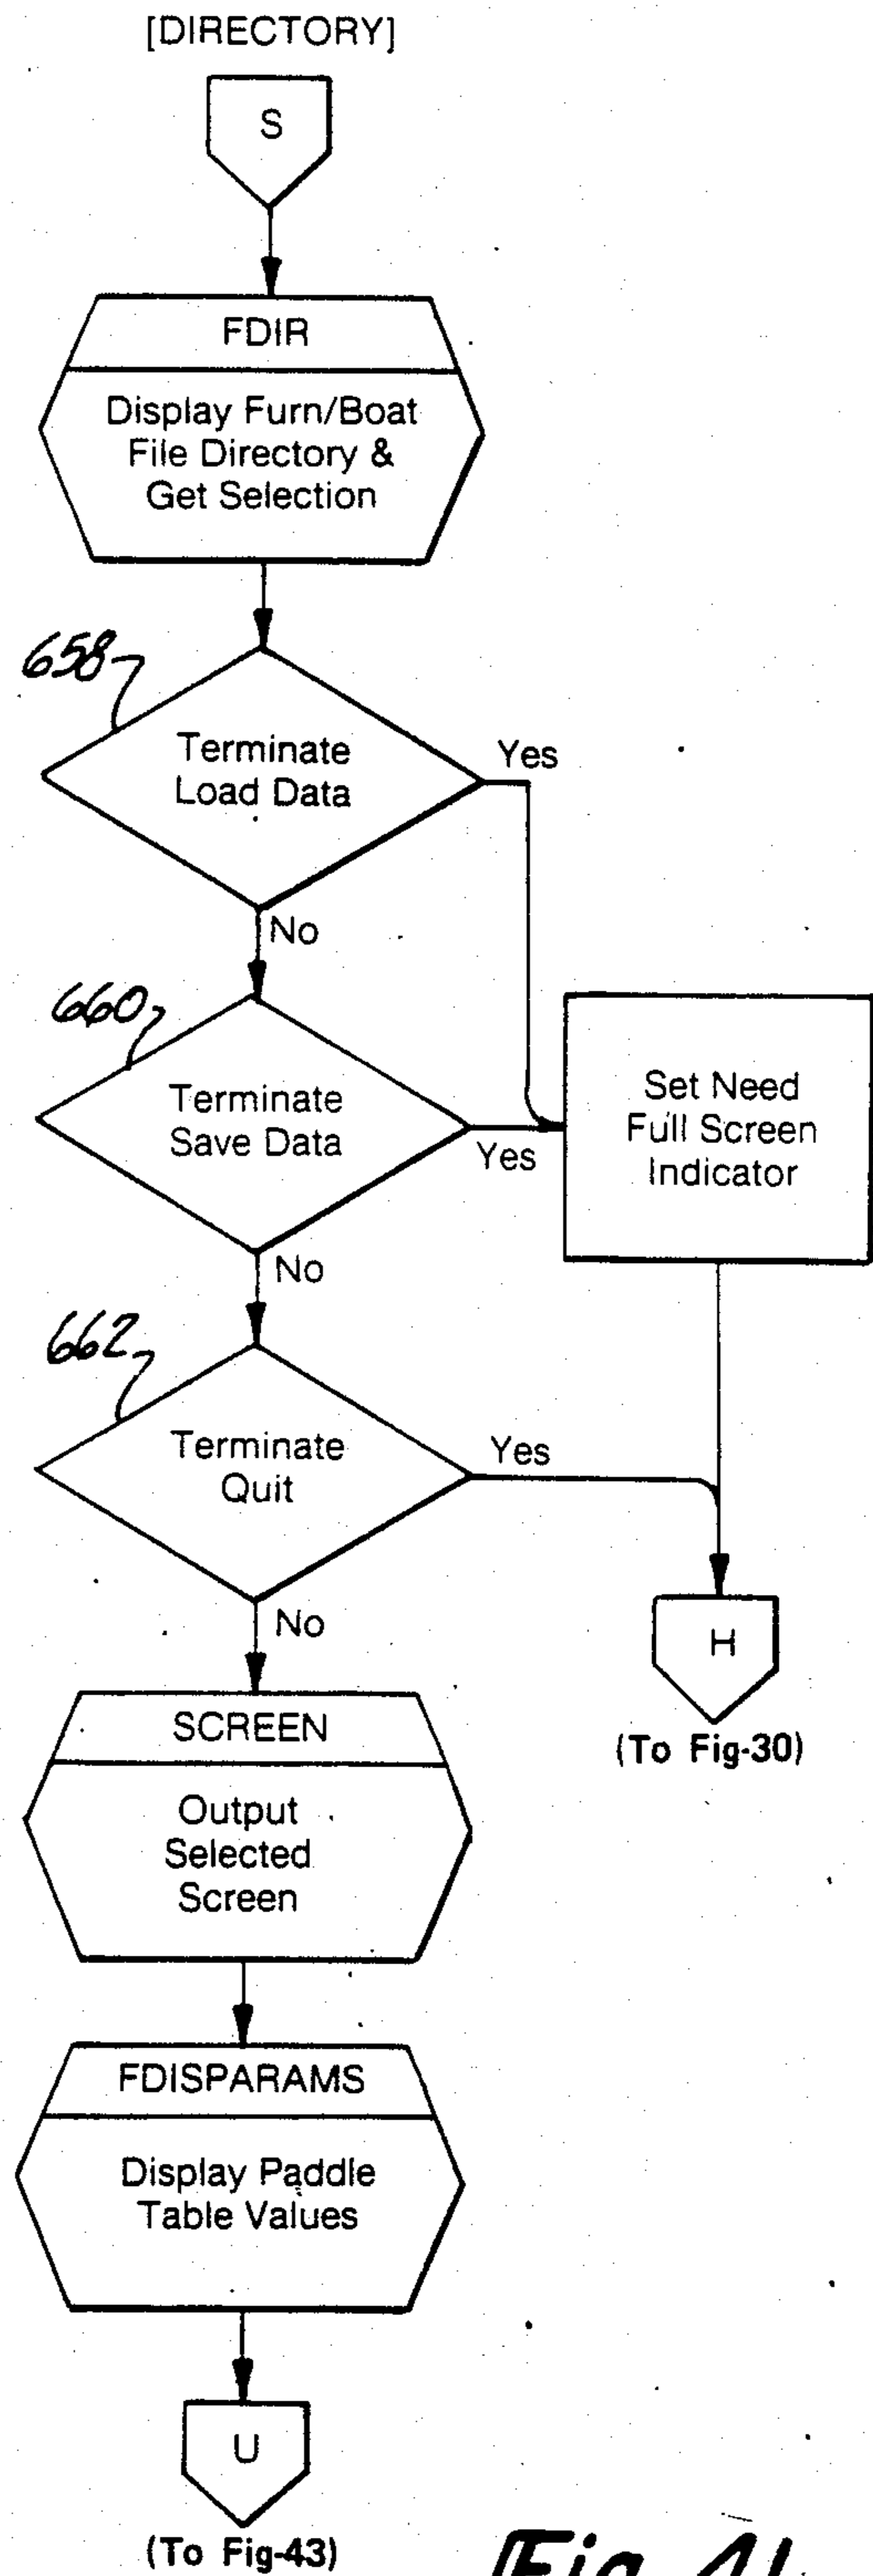 [DIRECTORY]
S
FDIR
Display Furn/Boat
File Directory &
Get Selection
658
Terminate
Load Data
Yes
No
660
Terminate
Save Data
Yes
Set Need
Full Screen
Indicator
No
662
Terminate
Quit
Yes
No
H
(To Fig-30)
SCREEN
Output
Selected
Screen
FDISPARAMS
Display Paddle
Table Values
U
(To Fig-43)